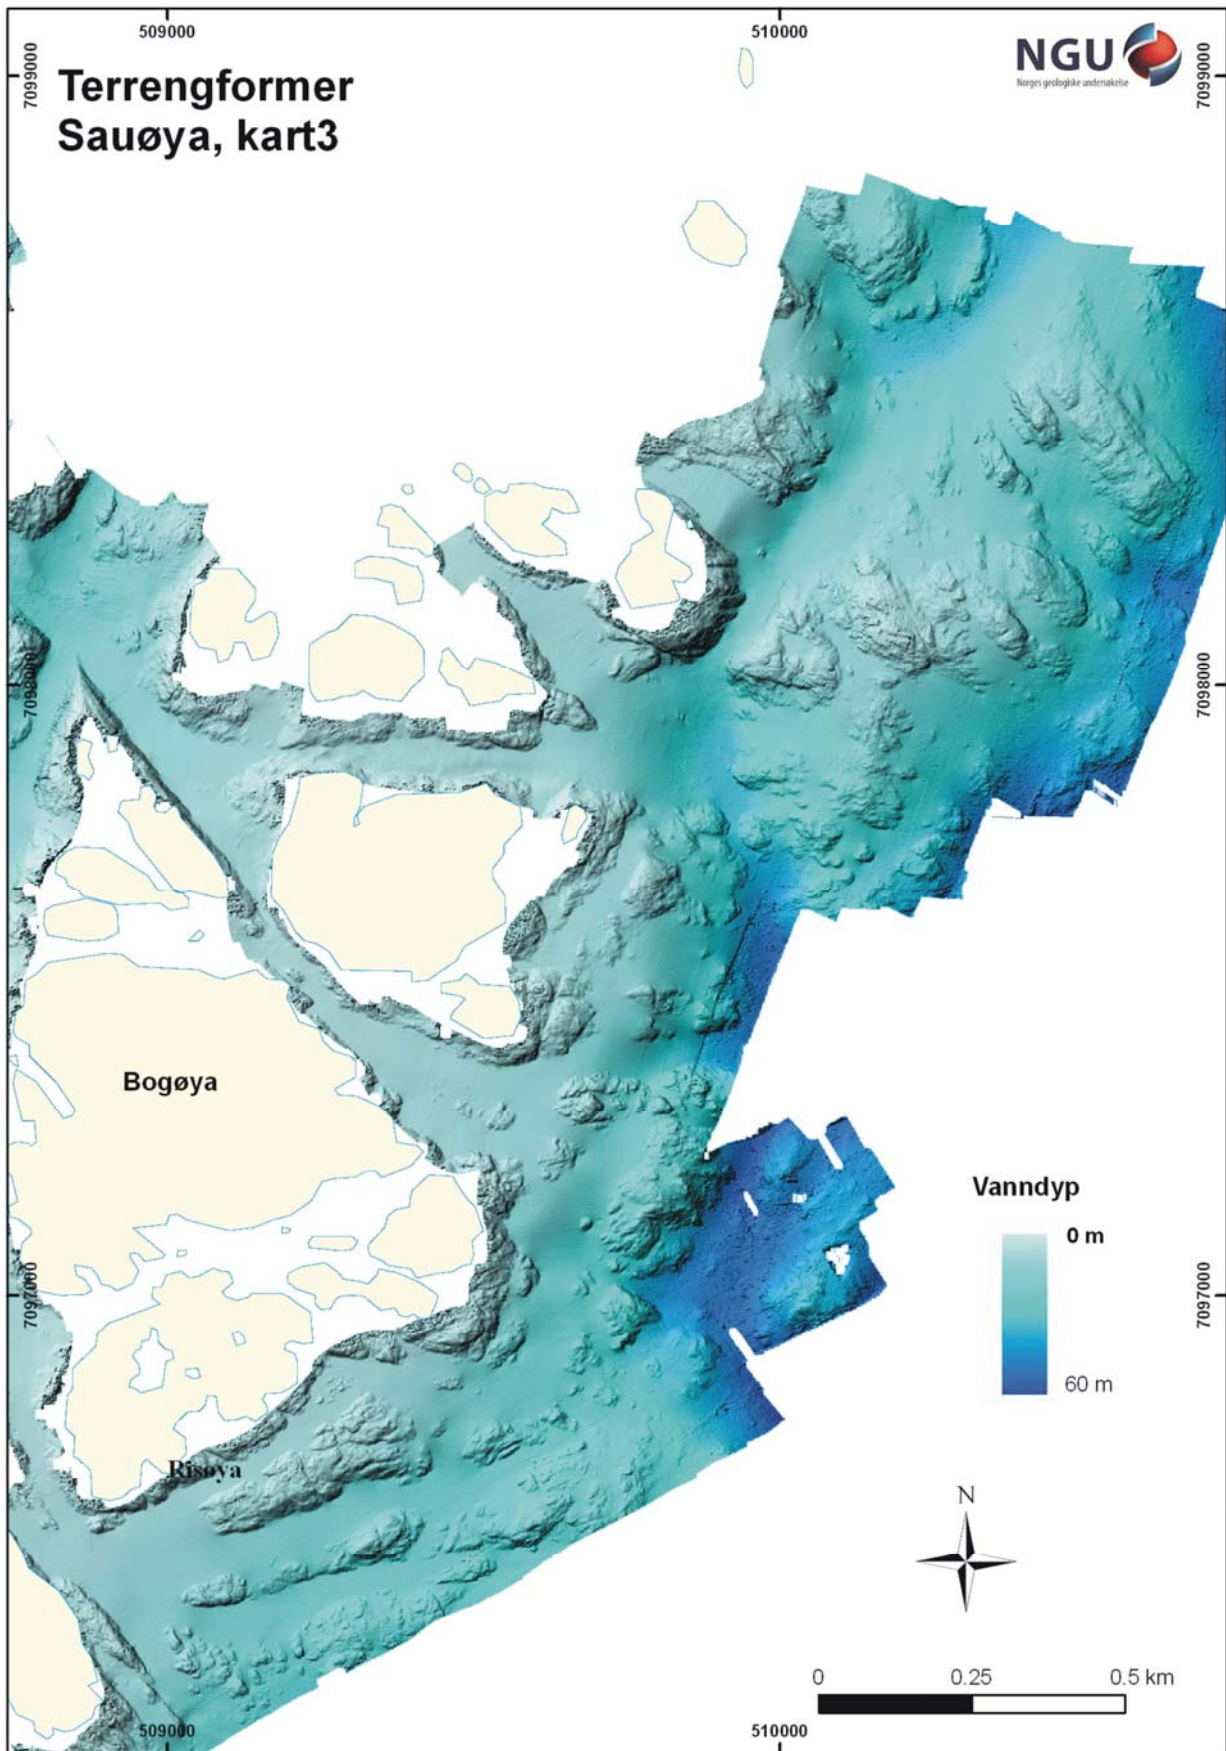 509000
510000
7099000
7099000
Terrengformer
Sauøya, kart3
NGU
Norges geologiske undersøkelse
7098000
7098000
Bogøya
Vanndyp
0 m
60 m
7097000
7097000
Risøya
N
0
0.25
0.5 km
509000
510000